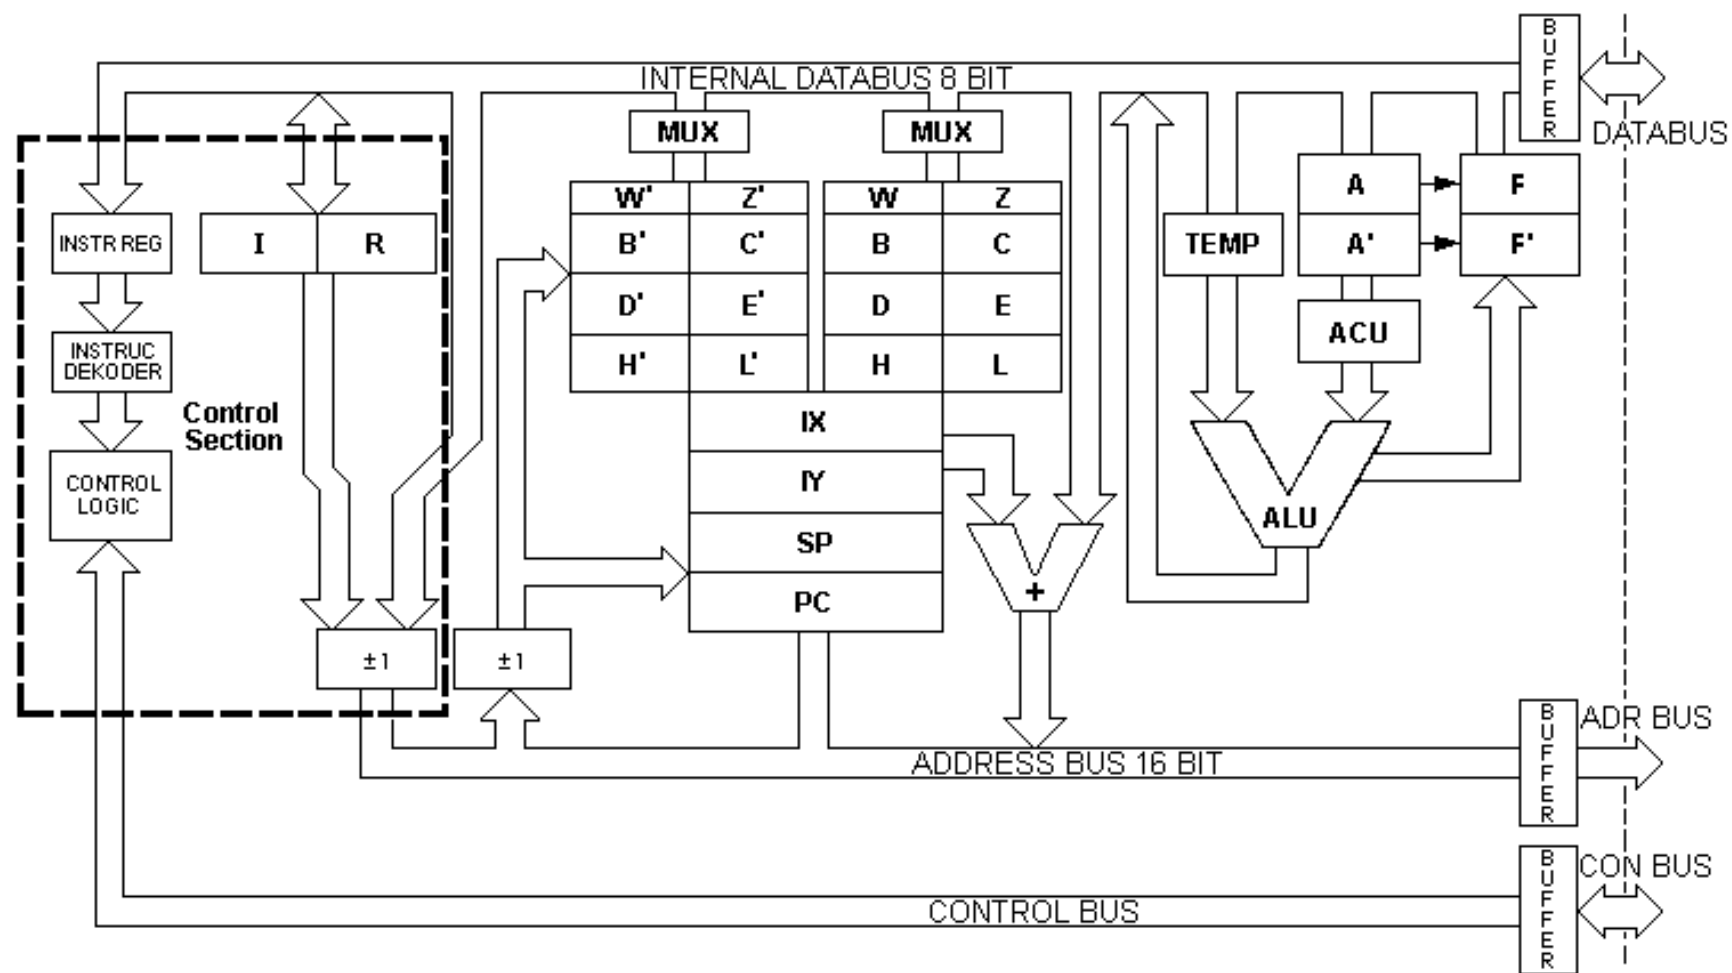 BUFFER
INTERNAL DATABUS 8 BIT
DATABUS
MUX
MUX
INSTR REG
I
R
INSTRUC
DEKODER
Control
Section
CONTROL
LOGIC
±1
±1
W'
Z'
B'
C'
D'
E'
H'
L'
W
Z
B
C
D
E
H
L
IX
IY
SP
PC
+
TEMP
A
F
A'
F'
ACU
ALU
BUFFER
ADR BUS
ADDRESS BUS 16 BIT
BUFFER
CON BUS
CONTROL BUS